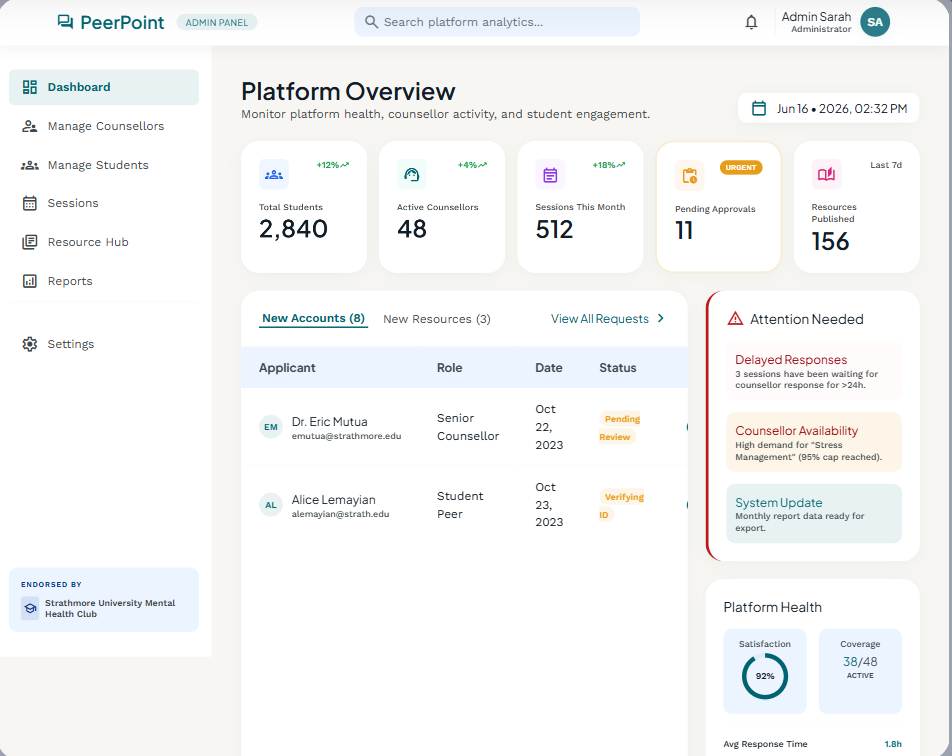 PeerPoint
ADMIN PANEL
Search platform analytics...
Admin Sarah
Administrator
SA
Dashboard
Manage Counsellors
Manage Students
Sessions
Resource Hub
Reports
Settings
ENDORSED BY
Strathmore University Mental
Health Club
Platform Overview
Monitor platform health, counsellor activity, and student engagement.
Jun 16 • 2026, 02:32 PM
+12%
Total Students
2,840
+4%
Active Counsellors
48
+18%
Sessions This Month
512
URGENT
Pending Approvals
11
Last 7d
Resources
Published
156
New Accounts (8)
New Resources (3)
View All Requests
Applicant
Role
Date
Status
EM
Dr. Eric Mutua
emutua@strathmore.edu
Senior
Counsellor
Oct
22,
2023
Pending
Review
AL
Alice Lemayian
alemayian@strath.edu
Student
Peer
Oct
23,
2023
Verifying
ID
Attention Needed
Delayed Responses
3 sessions have been waiting for
counsellor response for >24h.
Counsellor Availability
High demand for "Stress
Management" (95% cap reached).
System Update
Monthly report data ready for
export.
Platform Health
Satisfaction
92%
Coverage
38/48
ACTIVE
Avg Response Time
1.8h